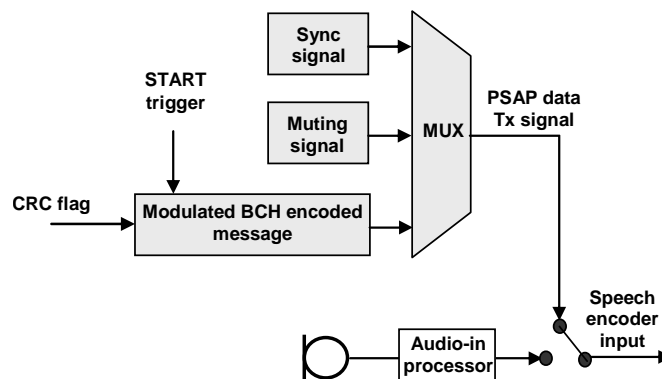 Sync
signal
START
trigger
Muting
signal
MUX
PSAP data
Tx signal
CRC flag
Modulated BCH encoded
message
Speech
encoder
input
Audio-in
processor